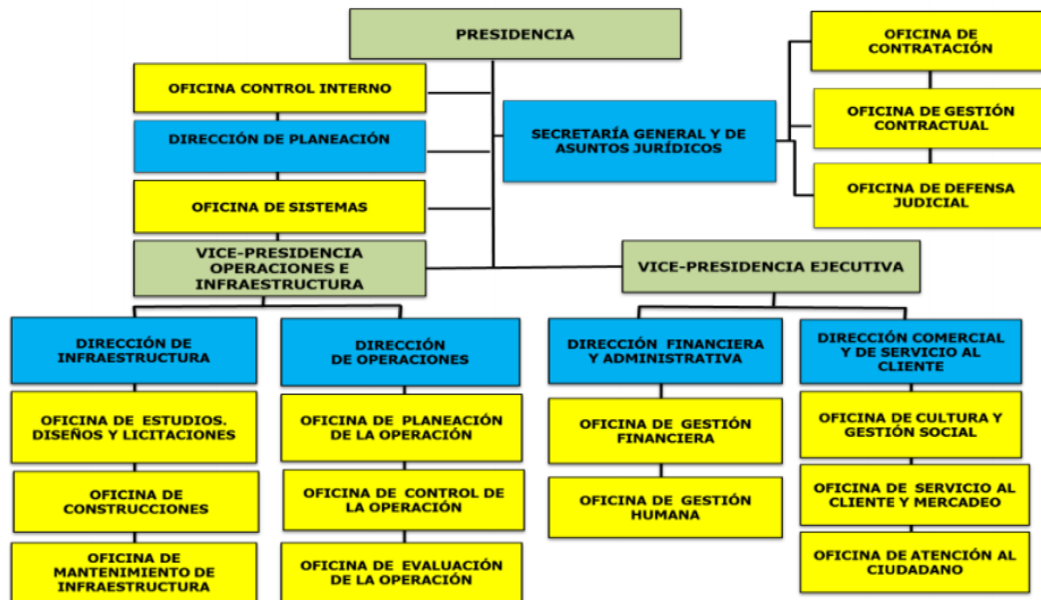 PRESIDENCIA
OFICINA DE
CONTRATACIÓN
OFICINA CONTROL INTERNO
OFICINA DE GESTIÓN
CONTRACTUAL
DIRECCIÓN DE PLANEACIÓN
SECRETARÍA GENERAL Y DE
ASUNTOS JURÍDICOS
OFICINA DE DEFENSA
JUDICIAL
OFICINA DE SISTEMAS
VICE-PRESIDENCIA
OPERACIONES E
INFRAESTRUCTURA
VICE-PRESIDENCIA EJECUTIVA
DIRECCIÓN DE
INFRAESTRUCTURA
DIRECCIÓN
DE OPERACIONES
DIRECCIÓN FINANCIERA
Y ADMINISTRATIVA
DIRECCIÓN COMERCIAL
Y DE SERVICIO AL
CLIENTE
OFICINA DE ESTUDIOS.
DISEÑOS Y LICITACIONES
OFICINA DE PLANEACIÓN
DE LA OPERACIÓN
OFICINA DE GESTIÓN
FINANCIERA
OFICINA DE CULTURA Y
GESTIÓN SOCIAL
OFICINA DE
CONSTRUCCIONES
OFICINA DE CONTROL DE
LA OPERACIÓN
OFICINA DE GESTIÓN
HUMANA
OFICINA DE SERVICIO AL
CLIENTE Y MERCADEO
OFICINA DE
MANTENIMIENTO DE
INFRAESTRUCTURA
OFICINA DE EVALUACIÓN
DE LA OPERACIÓN
OFICINA DE ATENCIÓN AL
CIUDADANO